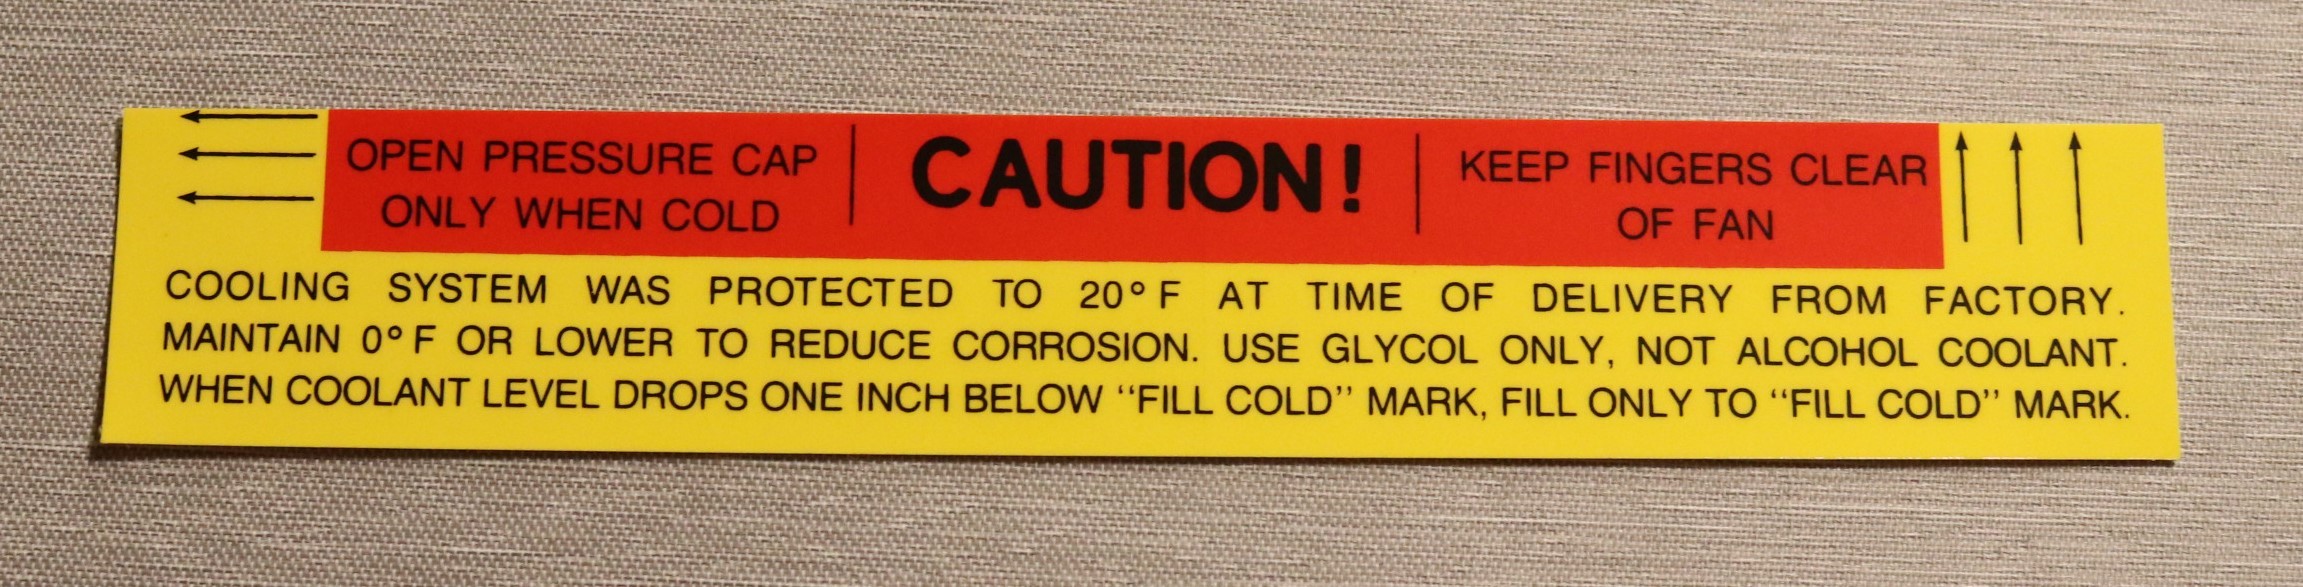 OPEN PRESSURE CAP
ONLY WHEN COLD
CAUTION!
KEEP FINGERS CLEAR
OF FAN
COOLING SYSTEM WAS PROTECTED TO 20° F AT TIME OF DELIVERY FROM FACTORY.
MAINTAIN 0° F OR LOWER TO REDUCE CORROSION. USE GLYCOL ONLY, NOT ALCOHOL COOLANT.
WHEN COOLANT LEVEL DROPS ONE INCH BELOW “FILL COLD” MARK, FILL ONLY TO “FILL COLD” MARK.